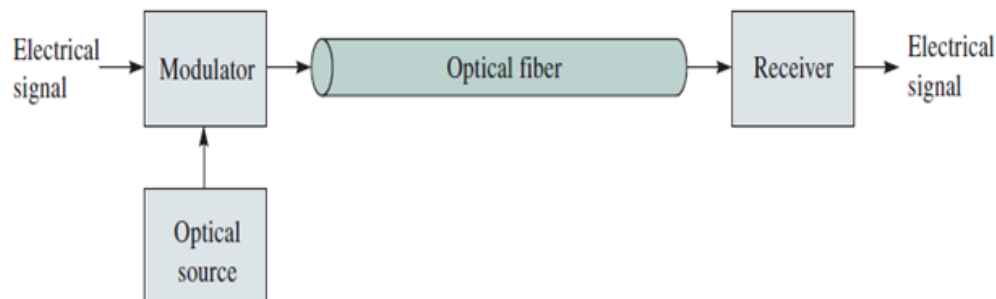 Electrical
signal
Modulator
Optical fiber
Receiver
Electrical
signal
Optical
source